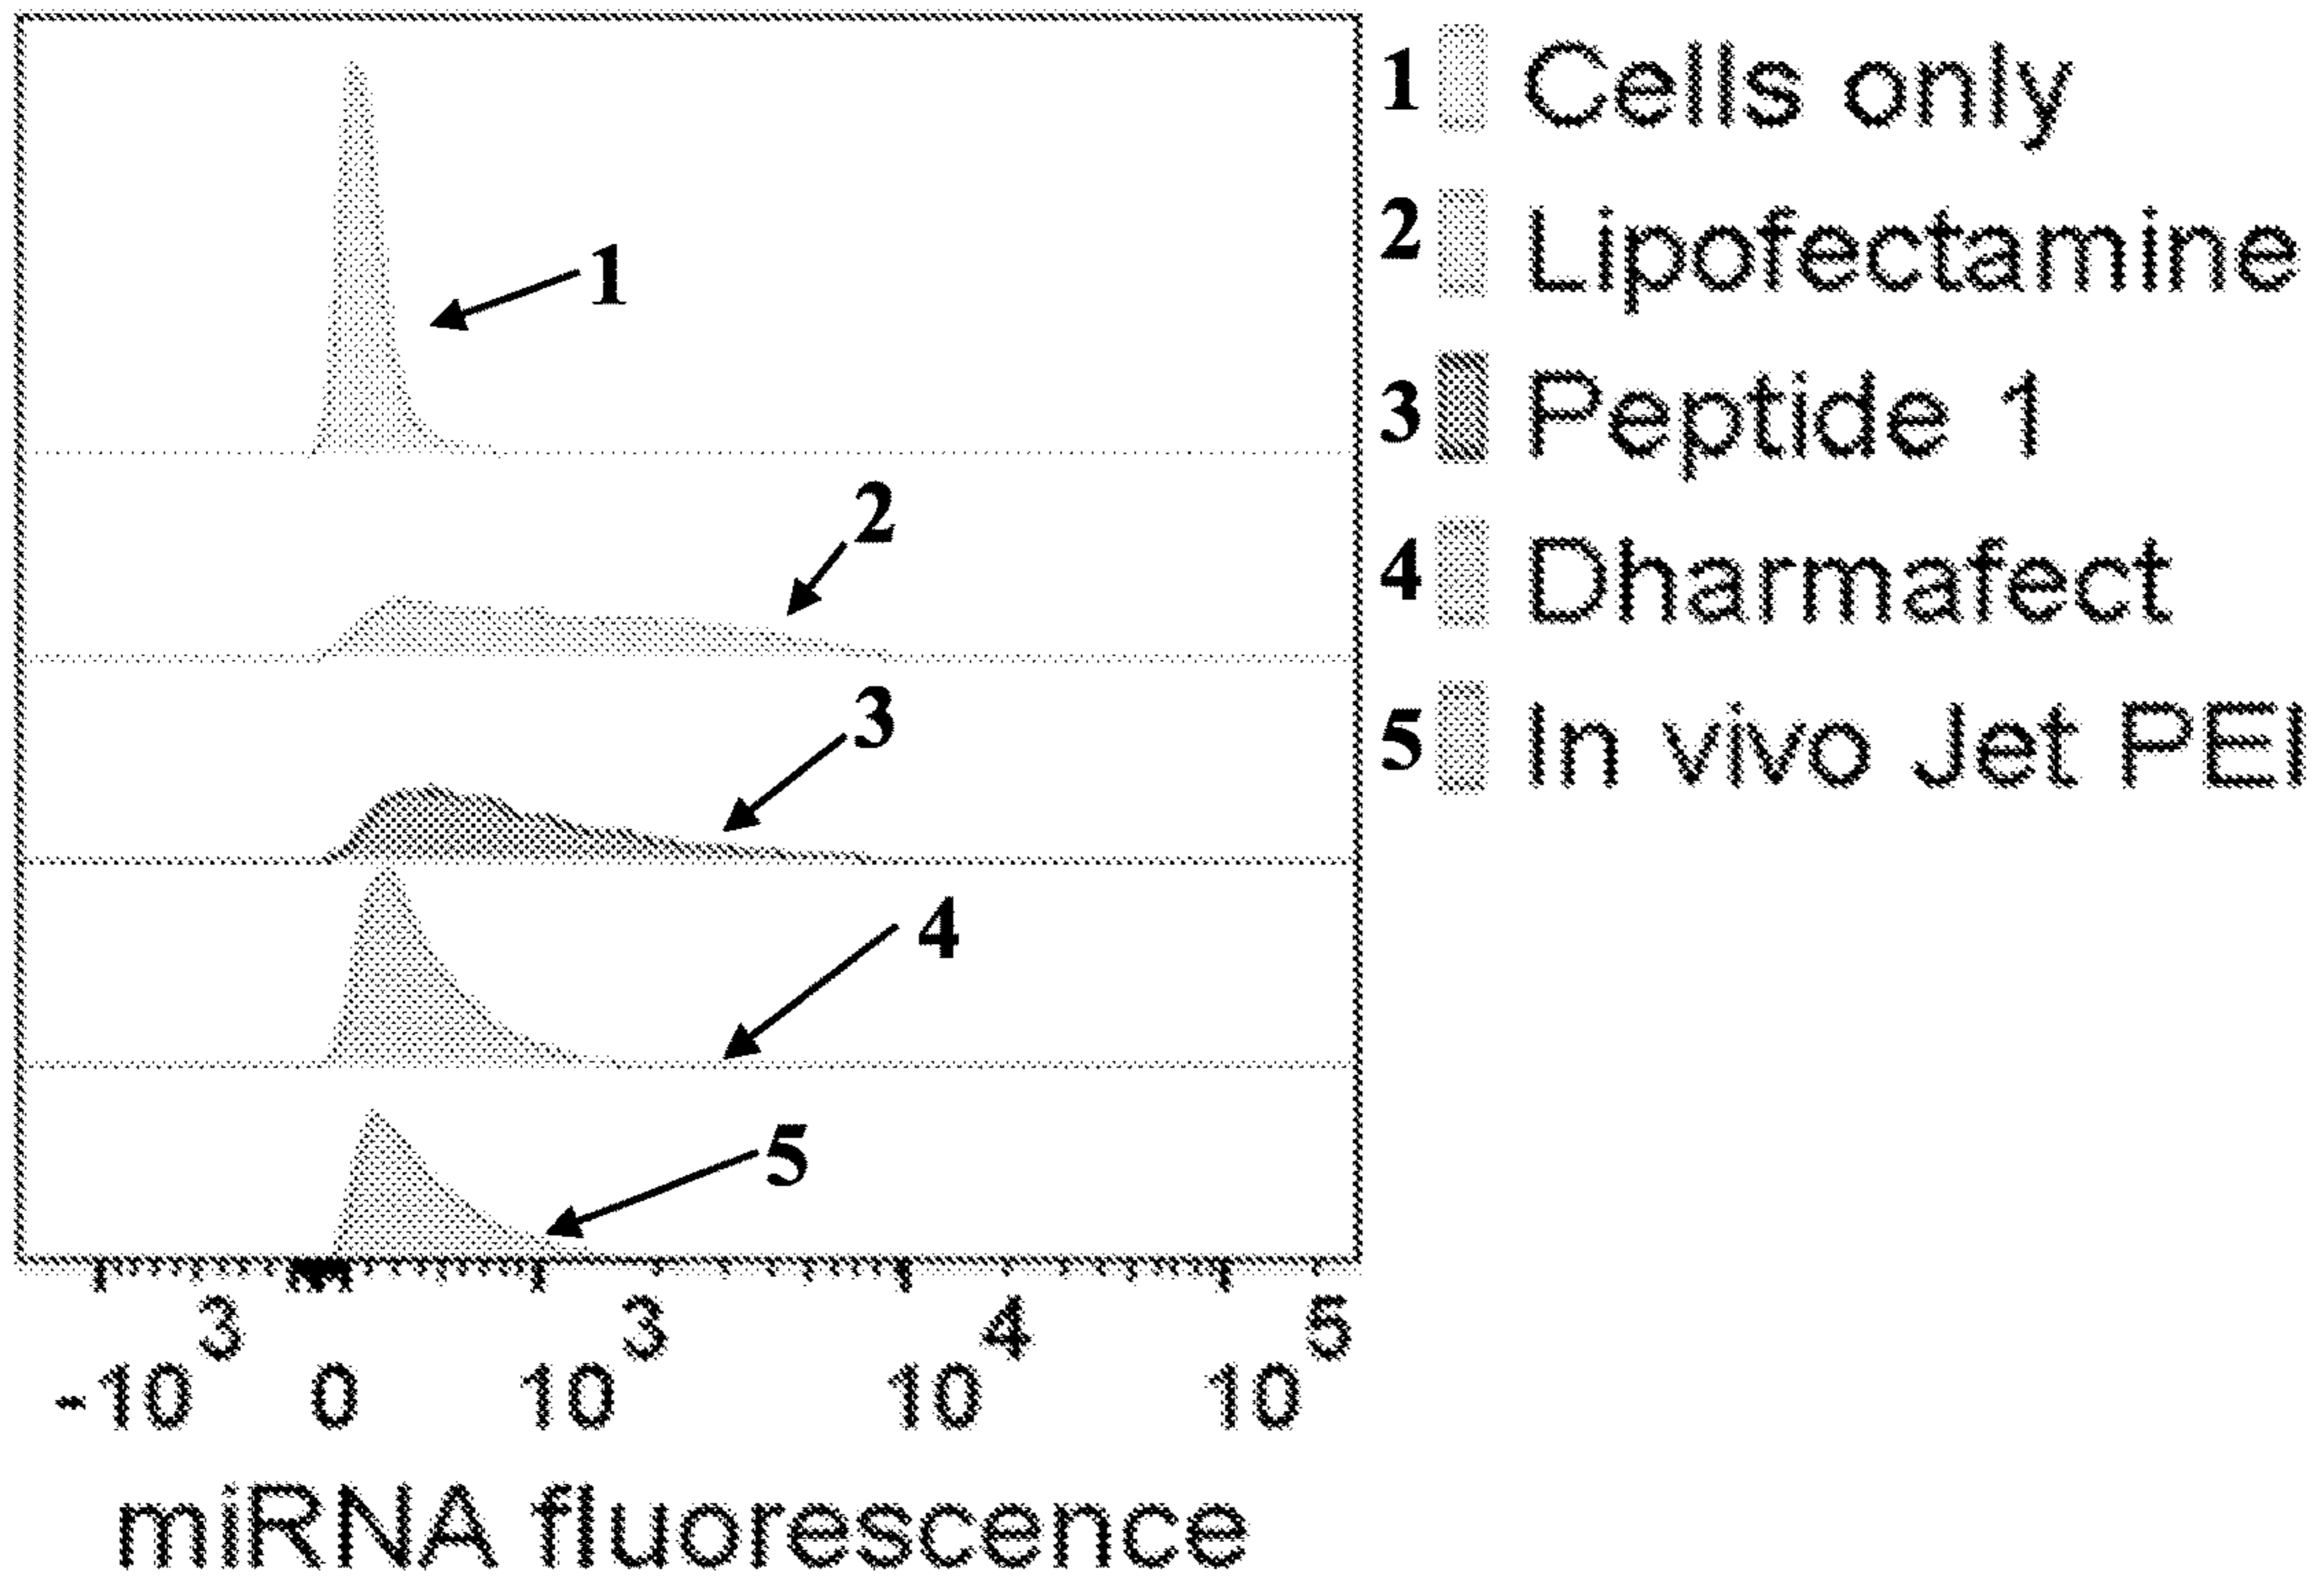 1 Cells only
2 Lipofectamine
3 Peptide 1
4 Dharmafect
5 In vivo Jet PEI
1
2
3
4
5
-10³ 0 10³ 10⁴ 10⁵
miRNA fluorescence